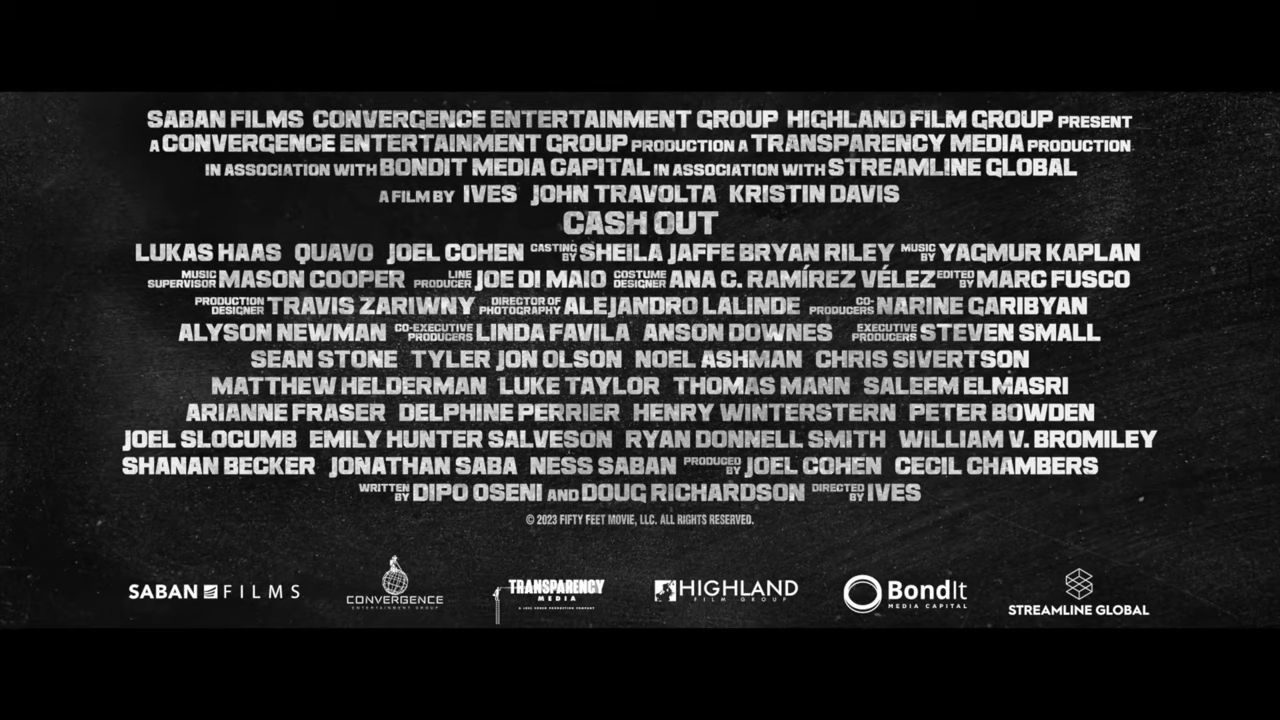 SABAN FILMS CONVERGENCE ENTERTAINMENT GROUP HIGHLAND FILM GROUP PRESENT
A CONVERGENCE ENTERTAINMENT GROUP PRODUCTION A TRANSPARENCY MEDIA PRODUCTION
IN ASSOCIATION WITH BONDIT MEDIA CAPITAL IN ASSOCIATION WITH STREAMLINE GLOBAL
A FILM BY IVES JOHN TRAVOLTA KRISTIN DAVIS
CASH OUT
LUKAS HAAS QUAVO JOEL COHEN CASTING BY SHEILA JAFFE BRYAN RILEY MUSIC BY YAGMUR KAPLAN
MUSIC SUPERVISOR MASON COOPER LINE PRODUCER JOE DI MAIO COSTUME DESIGNER ANA C. RAMÍREZ VÉLEZ EDITED BY MARC FUSCO
PRODUCTION DESIGNER TRAVIS ZARIWNY DIRECTOR OF PHOTOGRAPHY ALEJANDRO LALINDE CO-PRODUCERS NARINE GARIBYAN
ALYSON NEWMAN CO-EXECUTIVE PRODUCERS LINDA FAVILA ANSON DOWNES EXECUTIVE PRODUCERS STEVEN SMALL
SEAN STONE TYLER JON OLSON NOEL ASHMAN CHRIS SIVERTSON
MATTHEW HELDERMAN LUKE TAYLOR THOMAS MANN SALEEM ELMASRI
ARIANNE FRASER DELPHINE PERRIER HENRY WINTERSTERN PETER BOWDEN
JOEL SLOCUMB EMILY HUNTER SALVESON RYAN DONNELL SMITH WILLIAM V. BROMILEY
SHANAN BECKER JONATHAN SABA NESS SABAN PRODUCED BY JOEL COHEN CECIL CHAMBERS
WRITTEN BY DIPO OSENI AND DOUG RICHARDSON DIRECTED BY IVES
© 2023 FIFTY FEET MOVIE, LLC. ALL RIGHTS RESERVED.
SABAN FILMS
CONVERGENCE
ENTERTAINMENT GROUP
TRANSPARENCY
MEDIA
A JOEL COHEN PRODUCTION COMPANY
HIGHLAND
FILM GROUP
BondIt
MEDIA CAPITAL
STREAMLINE GLOBAL